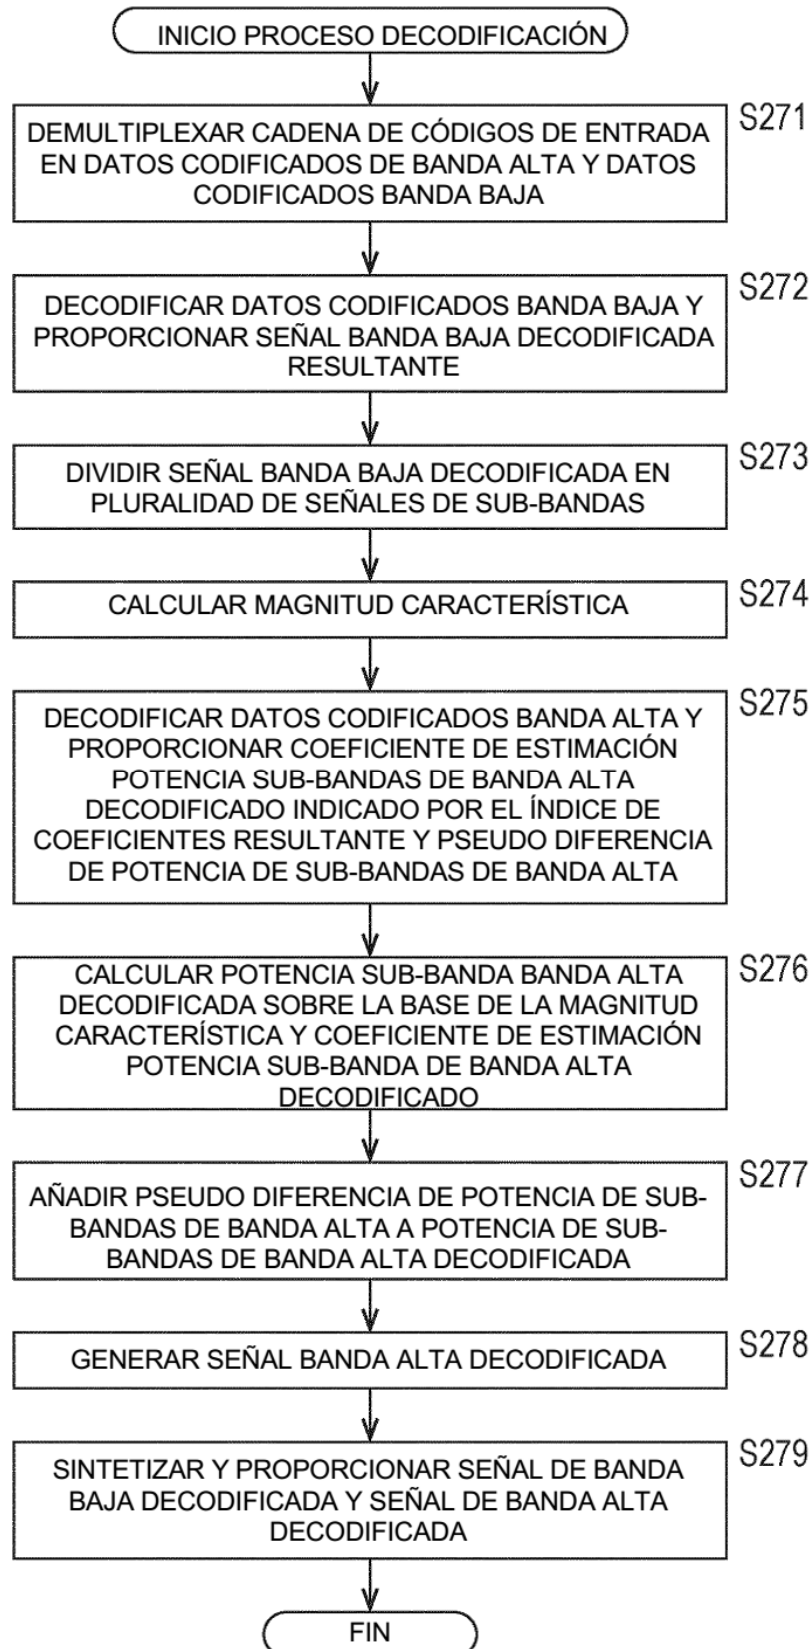 INICIO PROCESO DECODIFICACIÓN
S271
DEMULTIPLEXAR CADENA DE CÓDIGOS DE ENTRADA
EN DATOS CODIFICADOS DE BANDA ALTA Y DATOS
CODIFICADOS BANDA BAJA
S272
DECODIFICAR DATOS CODIFICADOS BANDA BAJA Y
PROPORCIONAR SEÑAL BANDA BAJA DECODIFICADA
RESULTANTE
S273
DIVIDIR SEÑAL BANDA BAJA DECODIFICADA EN
PLURALIDAD DE SEÑALES DE SUB-BANDAS
S274
CALCULAR MAGNITUD CARACTERÍSTICA
S275
DECODIFICAR DATOS CODIFICADOS BANDA ALTA Y
PROPORCIONAR COEFICIENTE DE ESTIMACIÓN
POTENCIA SUB-BANDAS DE BANDA ALTA
DECODIFICADO INDICADO POR EL ÍNDICE DE
COEFICIENTES RESULTANTE Y PSEUDO DIFERENCIA
DE POTENCIA DE SUB-BANDAS DE BANDA ALTA
S276
CALCULAR POTENCIA SUB-BANDA BANDA ALTA
DECODIFICADA SOBRE LA BASE DE LA MAGNITUD
CARACTERÍSTICA Y COEFICIENTE DE ESTIMACIÓN
POTENCIA SUB-BANDA DE BANDA ALTA
DECODIFICADO
S277
AÑADIR PSEUDO DIFERENCIA DE POTENCIA DE SUB-
BANDAS DE BANDA ALTA A POTENCIA DE SUB-
BANDAS DE BANDA ALTA DECODIFICADA
S278
GENERAR SEÑAL BANDA ALTA DECODIFICADA
S279
SINTETIZAR Y PROPORCIONAR SEÑAL DE BANDA
BAJA DECODIFICADA Y SEÑAL DE BANDA ALTA
DECODIFICADA
FIN